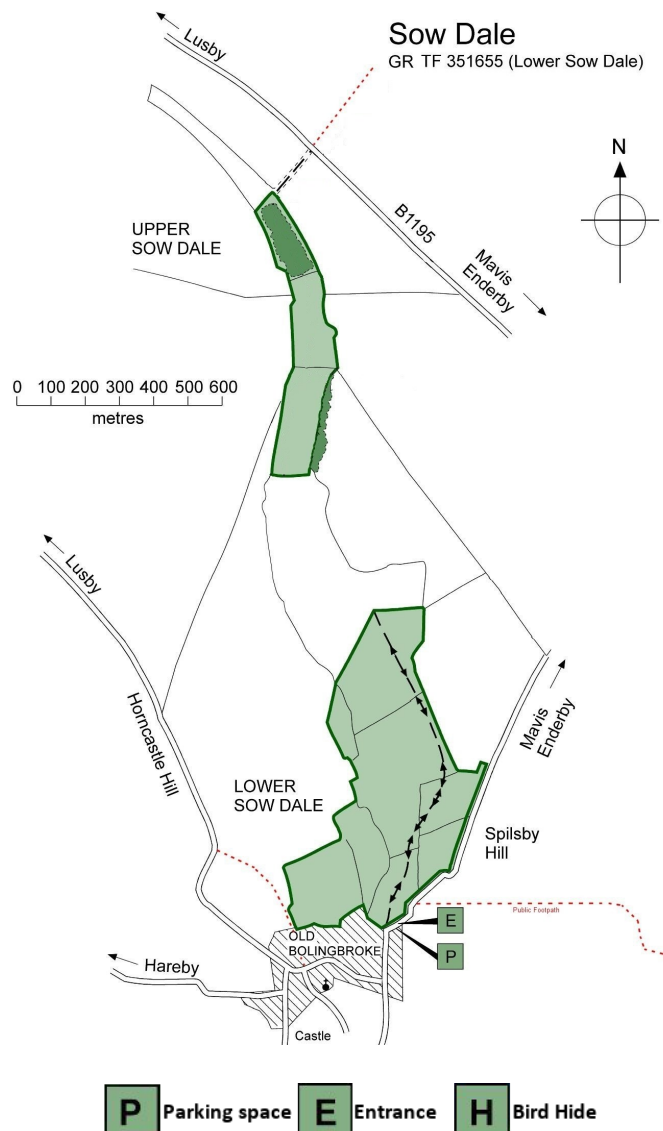 Sow Dale
GR TF 351655 (Lower Sow Dale)
Lusby
N
UPPER
SOW DALE
B1195
Mavis
Enderby
0 100 200 300 400 500 600
metres
Lusby
Horncastle Hill
Mavis
Enderby
LOWER
SOW DALE
Spilsby
Hill
Public Footpath
E
OLD
BOLINGBROKE
P
Hareby
Castle
P Parking space E Entrance H Bird Hide